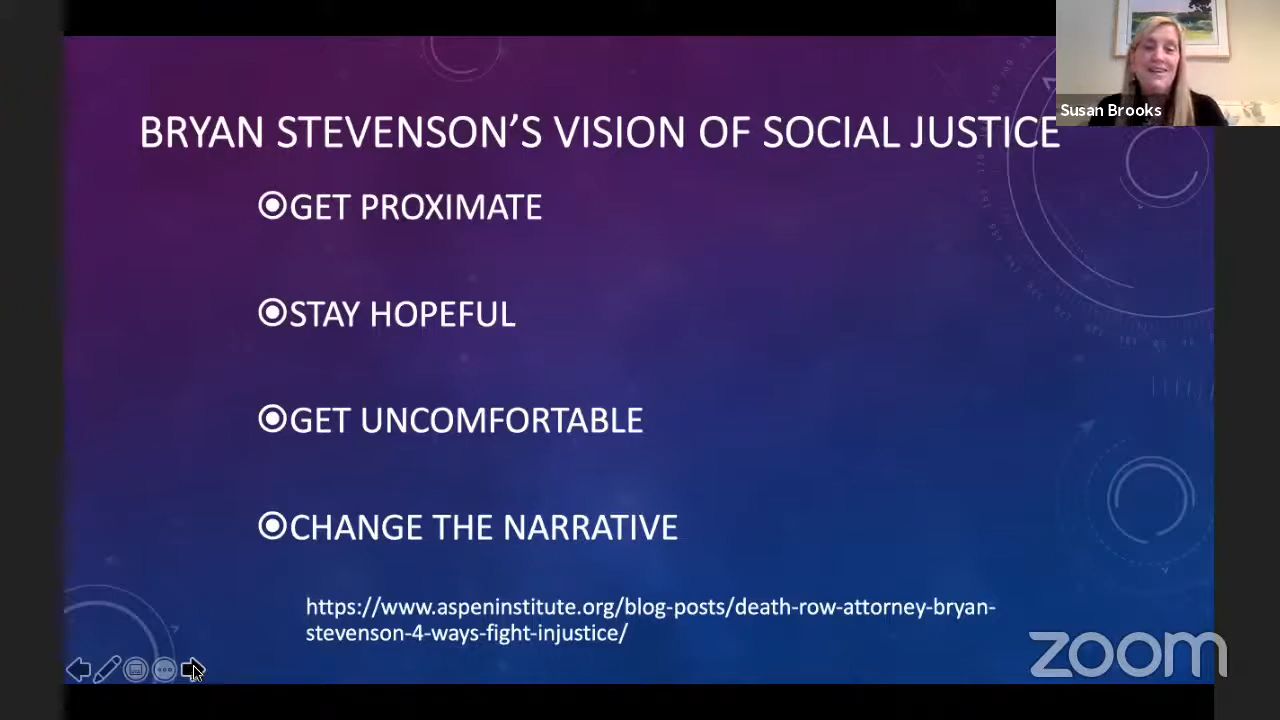 Susan Brooks
BRYAN STEVENSON’S VISION OF SOCIAL JUSTICE
GET PROXIMATE
STAY HOPEFUL
GET UNCOMFORTABLE
CHANGE THE NARRATIVE
https://www.aspeninstitute.org/blog-posts/death-row-attorney-bryan-
stevenson-4-ways-fight-injustice/
zoom